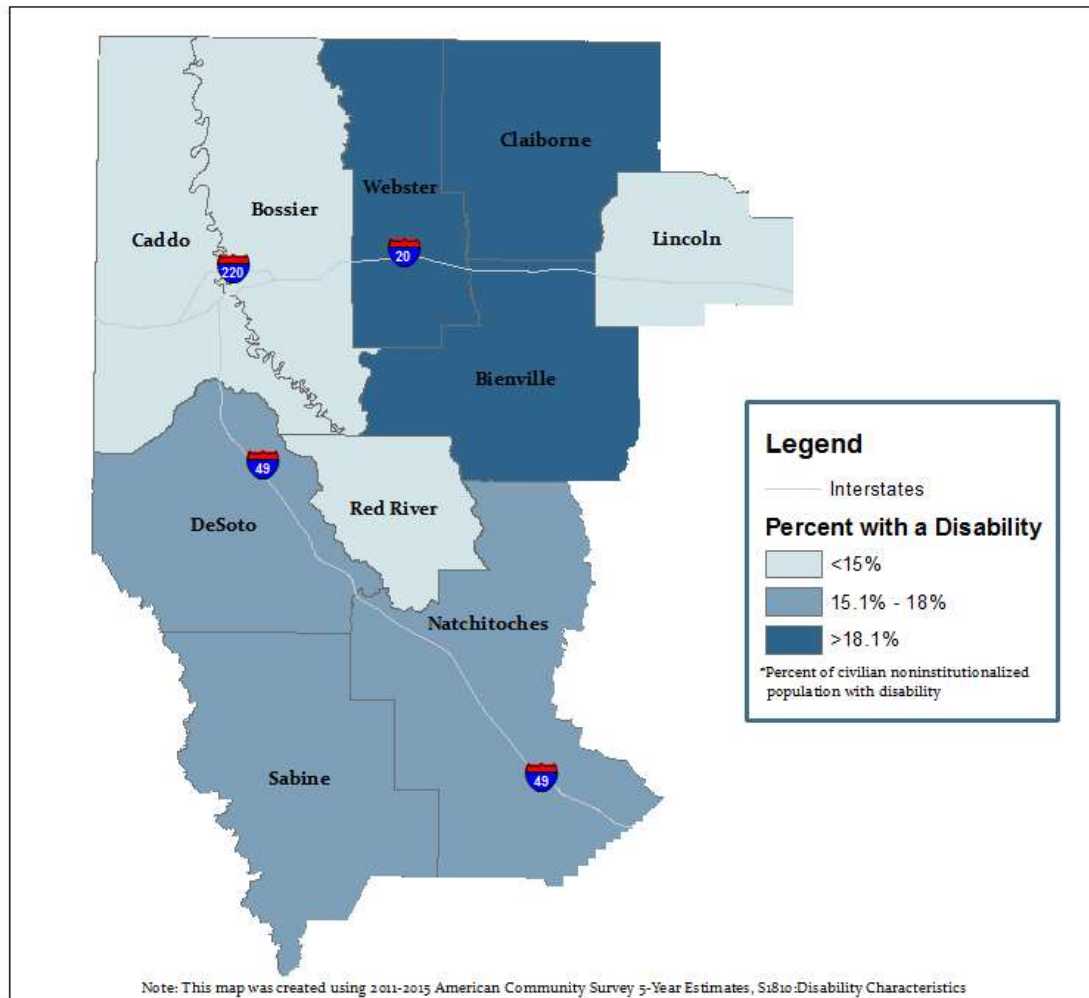 Claiborne
Webster
Bossier
Caddo
Lincoln
20
220
Bienville
49
Red River
DeSoto
Natchitoches
Sabine
49
Legend
Interstates
Percent with a Disability
<15%
15.1% - 18%
>18.1%
*Percent of civilian noninstitutionalized
population with disability
Note: This map was created using 2011-2015 American Community Survey 5-Year Estimates, S1810:Disability Characteristics